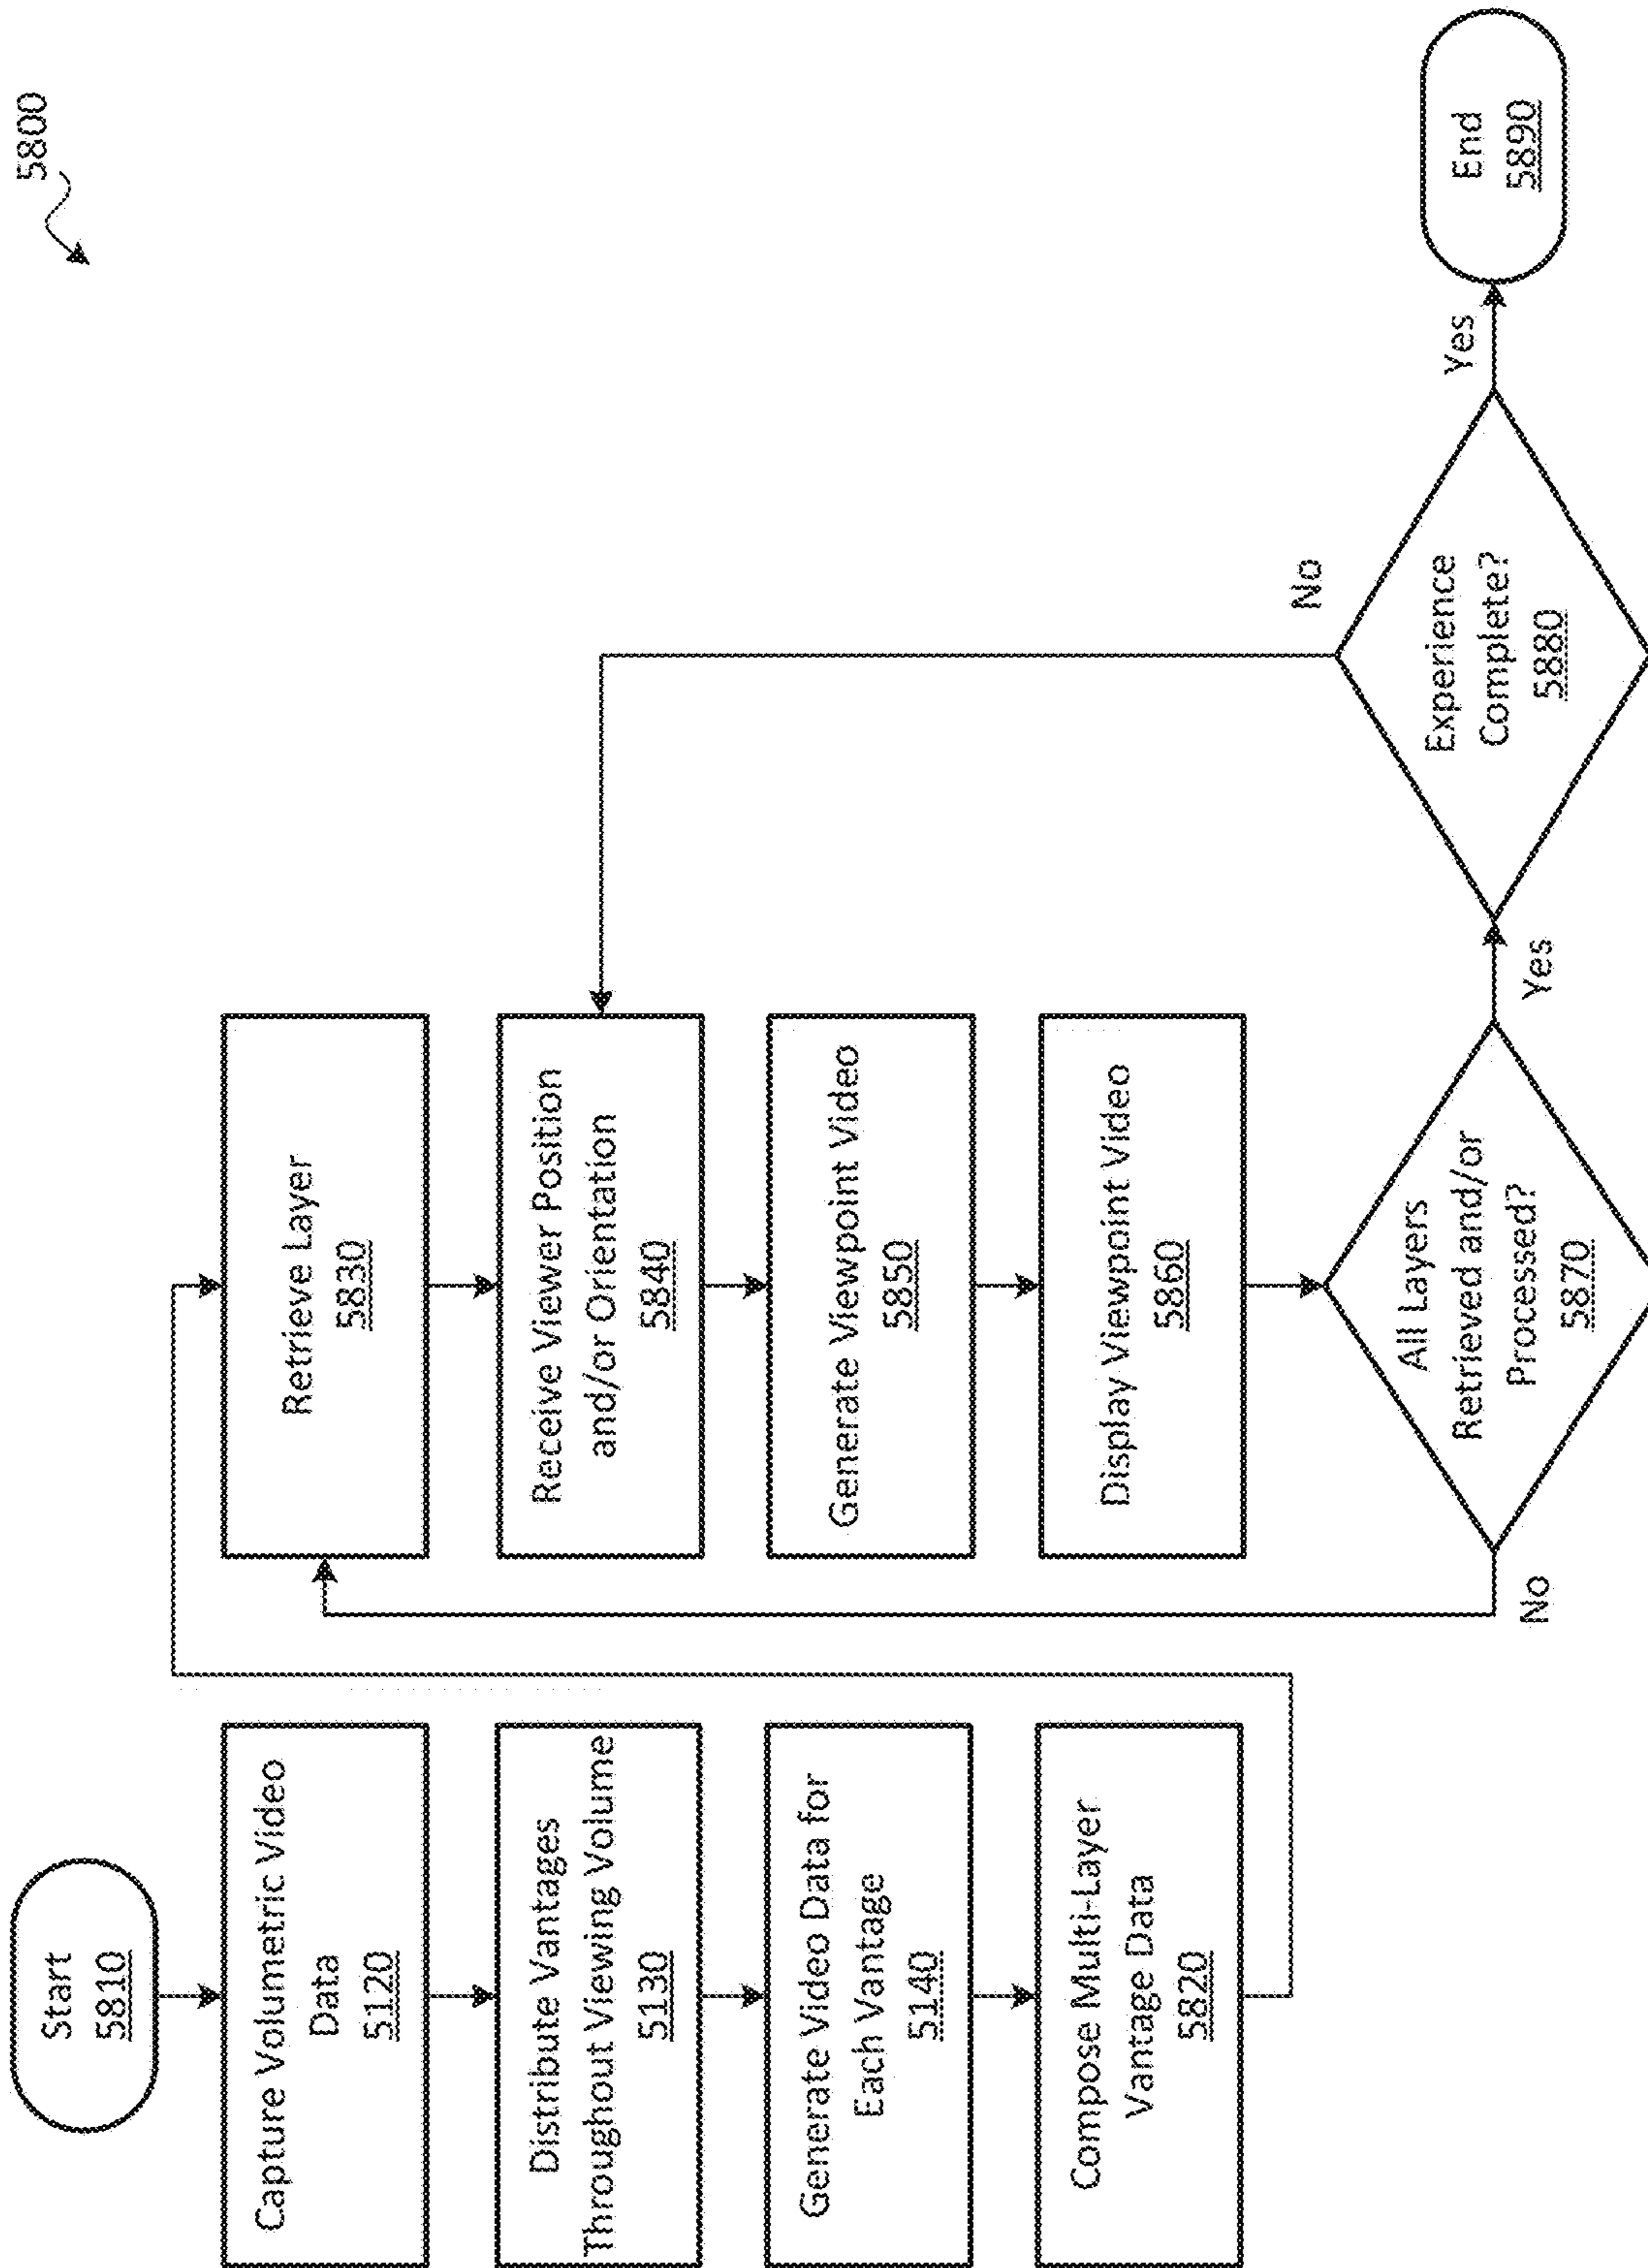 5800
Start
5810
Capture Volumetric Video
Data
5120
Distribute Vantages
Throughout Viewing Volume
5130
Generate Video Data for
Each Vantage
5140
Compose Multi-Layer
Vantage Data
5820
Retrieve Layer
5830
Receive Viewer Position
and/or Orientation
5840
Generate Viewpoint Video
5850
Display Viewpoint Video
5860
All Layers
Retrieved and/or
Processed?
5870
No
Yes
Experience
Complete?
5880
No
Yes
End
5890